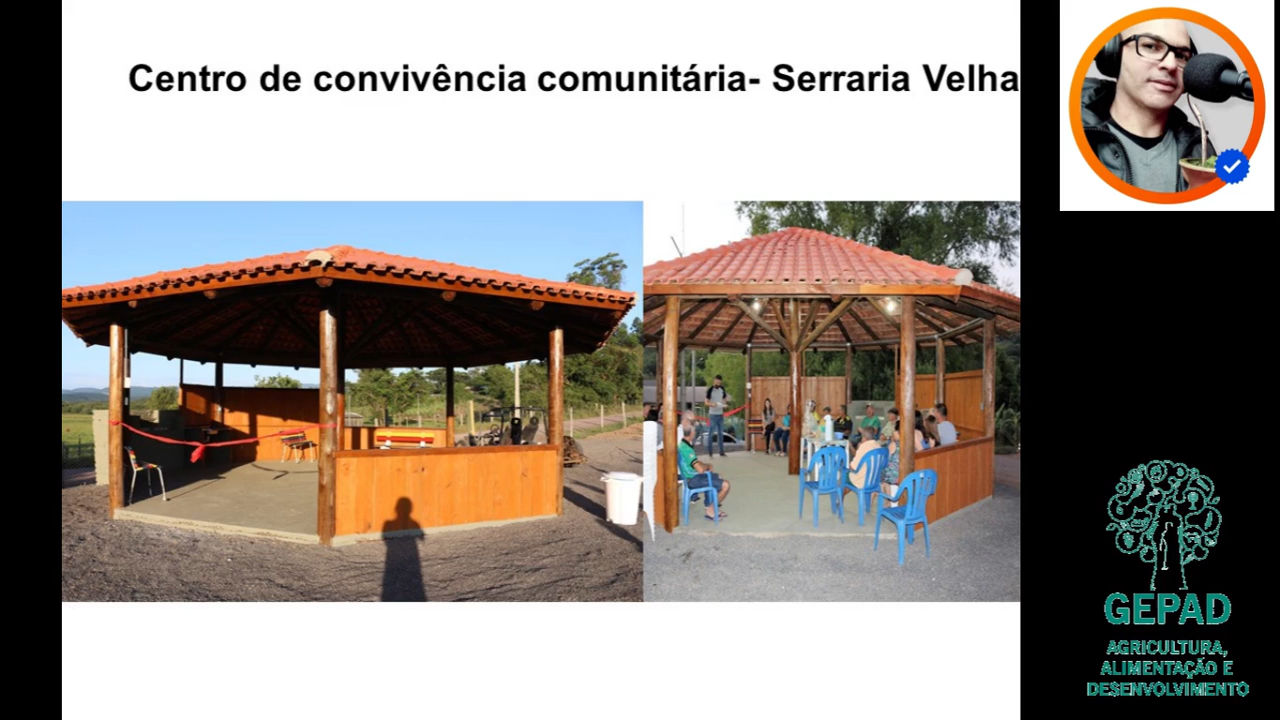 Centro de convivência comunitária- Serraria Velha
GEPAD
AGRICULTURA,
ALIMENTAÇÃO E
DESENVOLVIMENTO